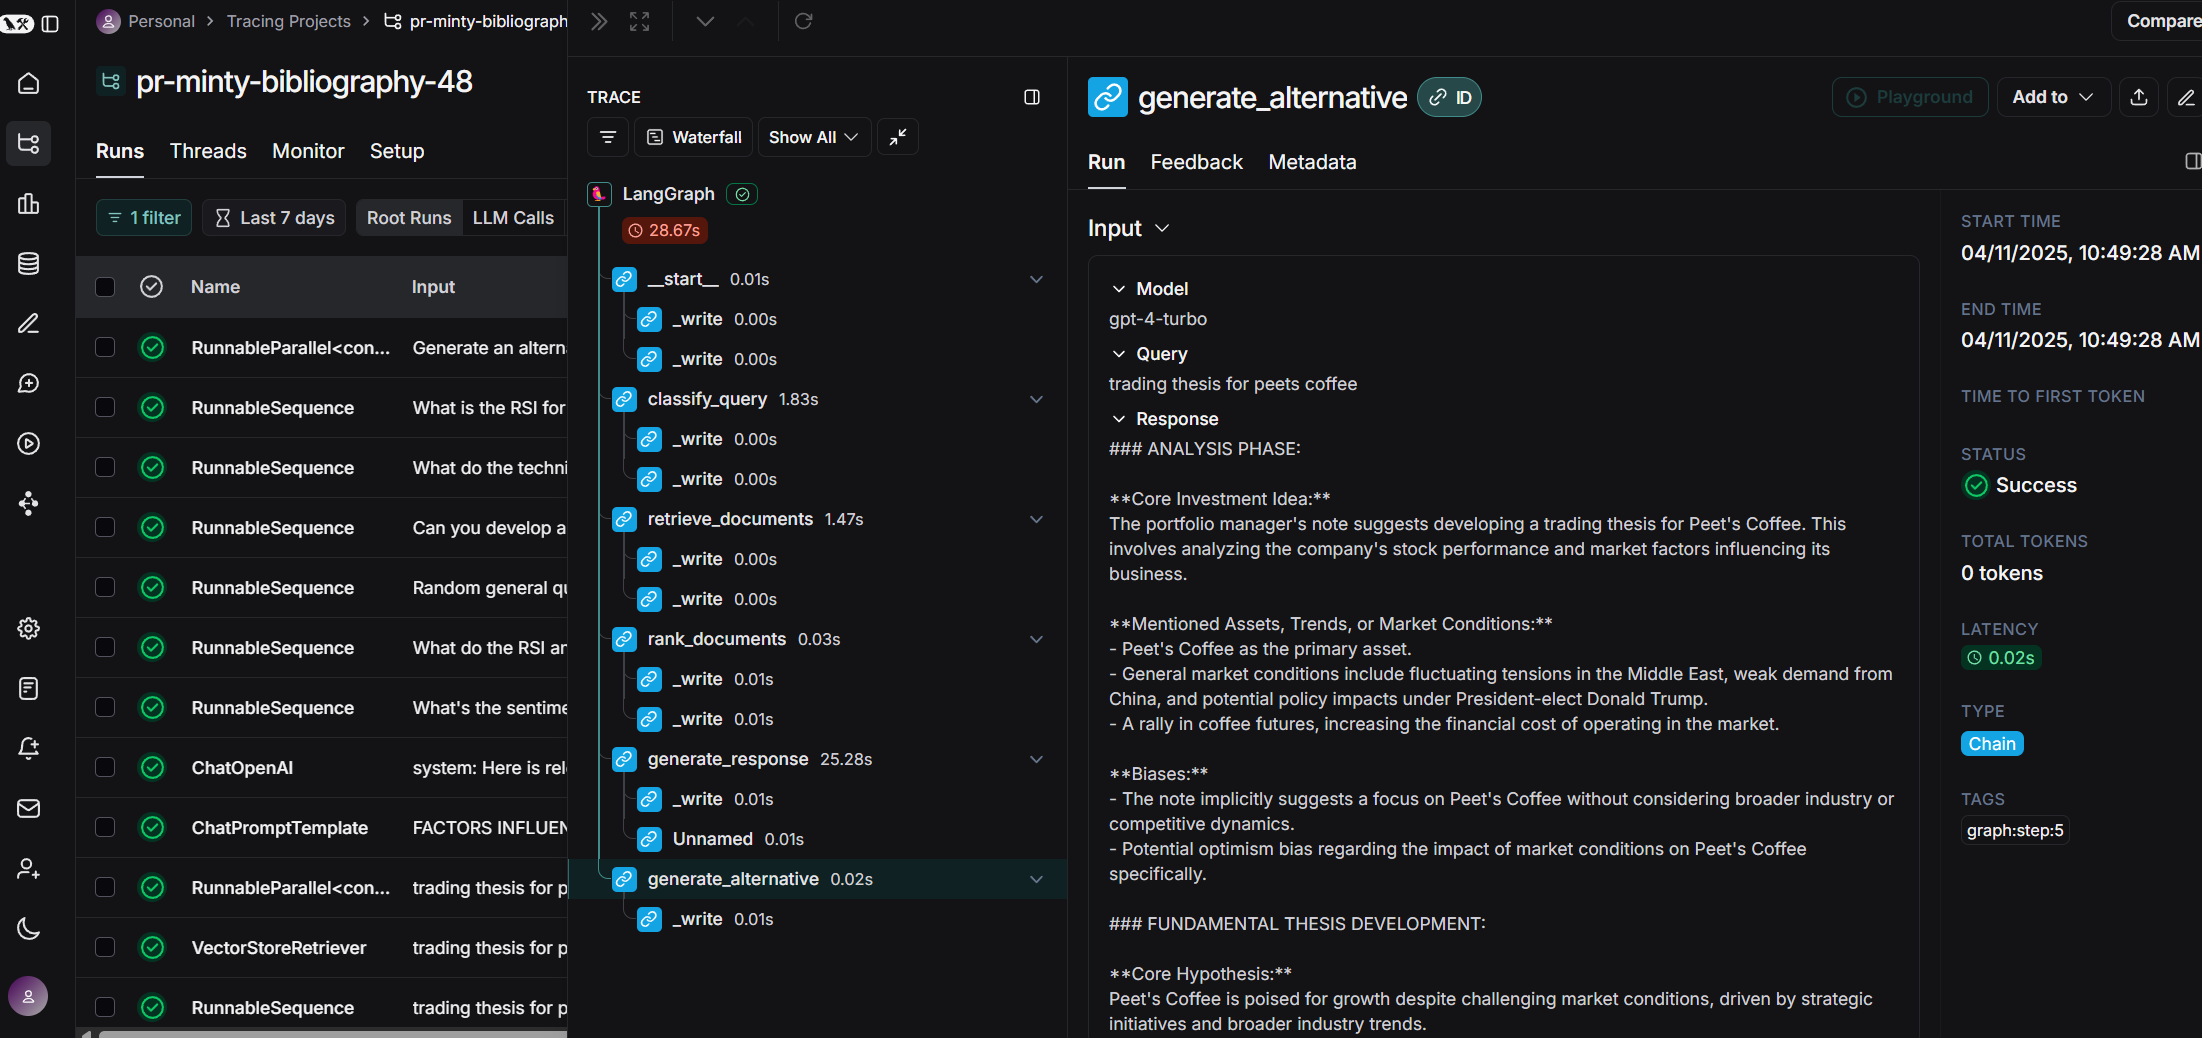 Personal > Tracing Projects > pr-minty-bibliograph
Compare
pr-minty-bibliography-48
Runs Threads Monitor Setup
1 filter Last 7 days Root Runs LLM Calls
Name Input
RunnableParallel<con... Generate an altern
RunnableSequence What is the RSI for
RunnableSequence What do the techni
RunnableSequence Can you develop a
RunnableSequence Random general qu
RunnableSequence What do the RSI an
RunnableSequence What's the sentime
ChatOpenAI system: Here is rel
ChatPromptTemplate FACTORS INFLUEN
RunnableParallel<con... trading thesis for p
VectorStoreRetriever trading thesis for p
RunnableSequence trading thesis for p
TRACE
Waterfall Show All
LangGraph
28.67s
__start__ 0.01s
_write 0.00s
_write 0.00s
classify_query 1.83s
_write 0.00s
_write 0.00s
retrieve_documents 1.47s
_write 0.00s
_write 0.00s
rank_documents 0.03s
_write 0.01s
_write 0.01s
generate_response 25.28s
_write 0.01s
Unnamed 0.01s
generate_alternative 0.02s
_write 0.01s
generate_alternative ID
Playground Add to
Run Feedback Metadata
Input
Model
gpt-4-turbo
Query
trading thesis for peets coffee
Response
### ANALYSIS PHASE:
**Core Investment Idea:**
The portfolio manager's note suggests developing a trading thesis for Peet's Coffee. This
involves analyzing the company's stock performance and market factors influencing its
business.
**Mentioned Assets, Trends, or Market Conditions:**
- Peet's Coffee as the primary asset.
- General market conditions include fluctuating tensions in the Middle East, weak demand from
China, and potential policy impacts under President-elect Donald Trump.
- A rally in coffee futures, increasing the financial cost of operating in the market.
**Biases:**
- The note implicitly suggests a focus on Peet's Coffee without considering broader industry or
competitive dynamics.
- Potential optimism bias regarding the impact of market conditions on Peet's Coffee
specifically.
### FUNDAMENTAL THESIS DEVELOPMENT:
**Core Hypothesis:**
Peet's Coffee is poised for growth despite challenging market conditions, driven by strategic
initiatives and broader industry trends.
START TIME
04/11/2025, 10:49:28 AM
END TIME
04/11/2025, 10:49:28 AM
TIME TO FIRST TOKEN
STATUS
Success
TOTAL TOKENS
0 tokens
LATENCY
0.02s
TYPE
Chain
TAGS
graph:step:5